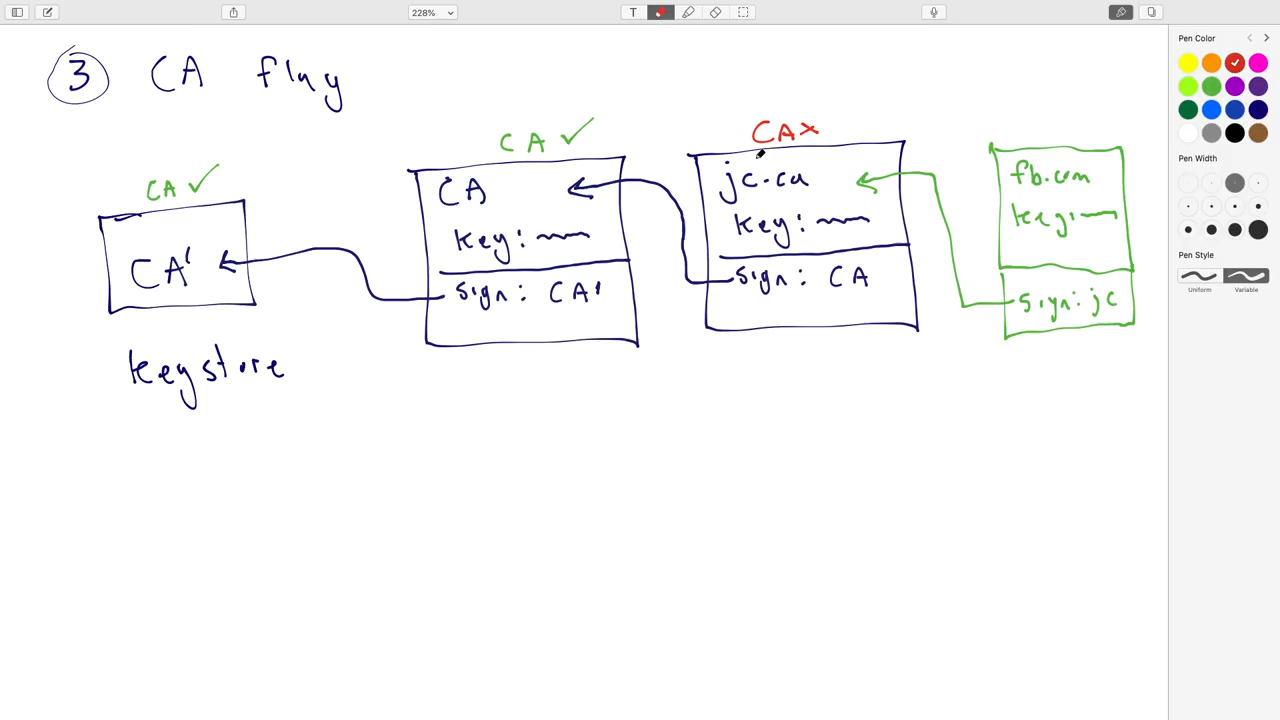 228%
T
Pen Color
Pen Width
Pen Style
Uniform
Variable
3 CA flag
CA ✓
CA'
keystore
CA ✓
CA
key:
sign: CA'
CA×
jc.ca
key:
sign: CA
fb.com
key:
sign: jc